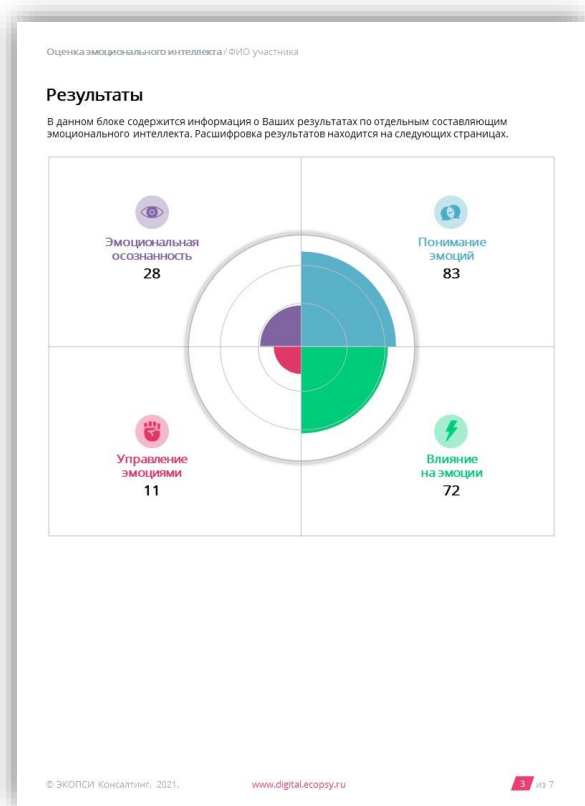 Оценка эмоционального интеллекта / ФИО участника
Результаты
В данном блоке содержится информация о Ваших результатах по отдельным составляющим
эмоционального интеллекта. Расшифровка результатов находится на следующих страницах.
Эмоциональная
осознанность
28
Понимание
эмоций
83
Управление
эмоциями
11
Влияние
на эмоции
72
© ЭКОПСИ Консалтинг, 2021.
www.digital.ecopsy.ru
3 из 7